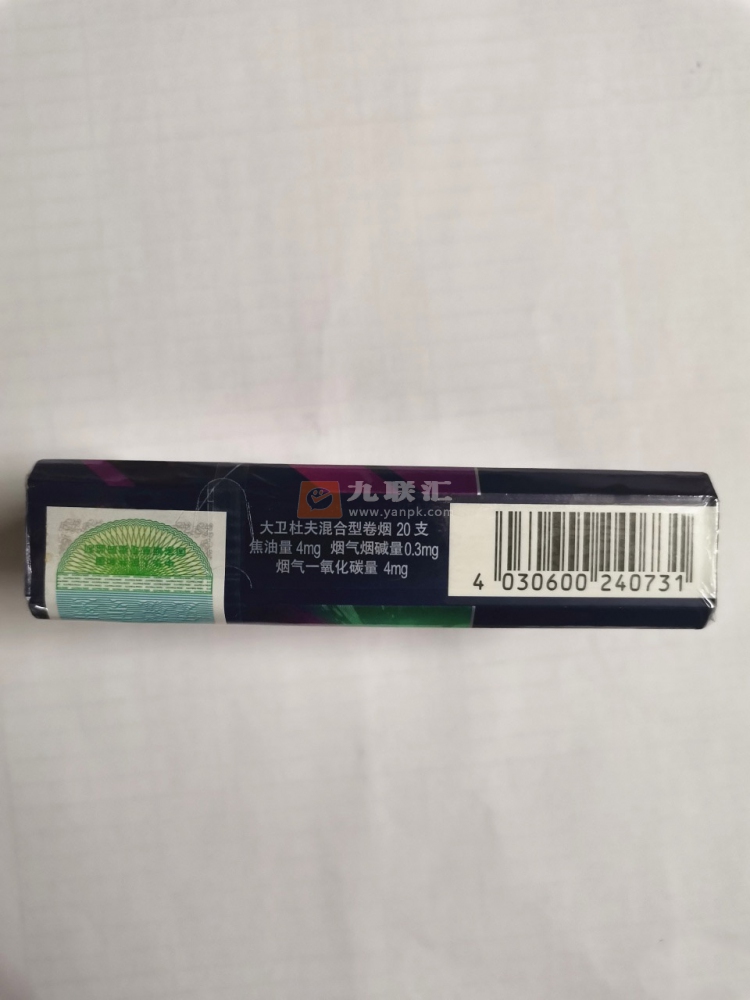 九联汇
www.yanpk.com
大卫杜夫混合型卷烟 20 支
焦油量 4mg 烟气烟碱量0.3mg
烟气一氧化碳量 4mg
4 030600 240731